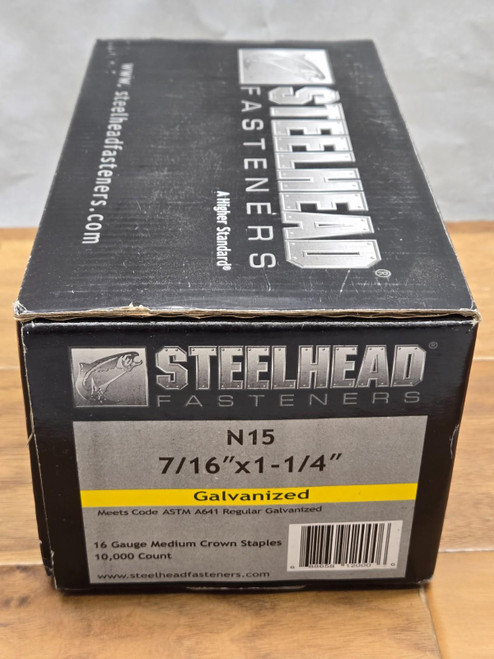 www.steelheadfasteners.com
STEELHEAD®
FASTENERS
A Higher Standard®
STEELHEAD®
FASTENERS
N15
7/16”x1-1/4”
Galvanized
Meets Code ASTM A641 Regular Galvanized
16 Gauge Medium Crown Staples
10,000 Count
www.steelheadfasteners.com